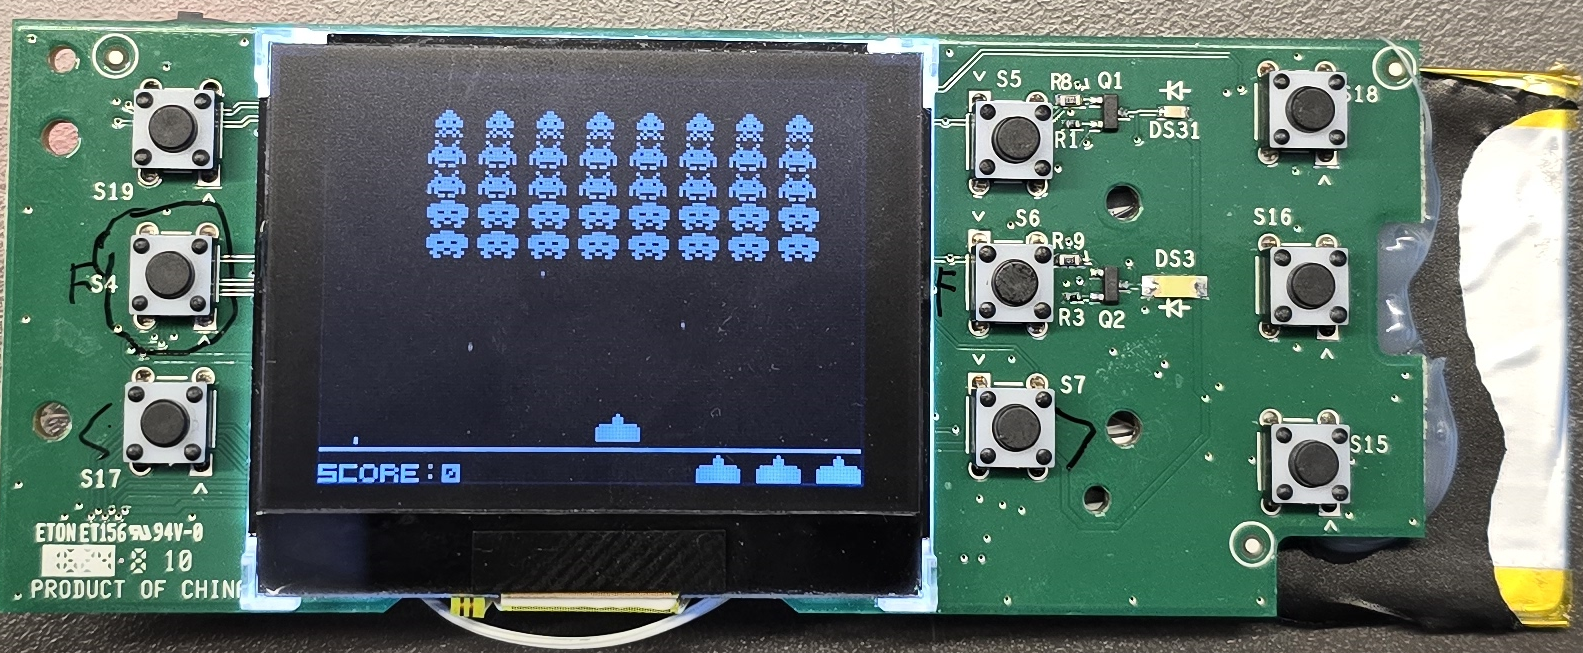 S5
R8
Q1
S18
R1
DS31
S19
S6
S16
F
S4
F
R9
DS3
R3
Q2
S7
S15
SCORE:0
S17
ETON ET156 94V-0
10
PRODUCT OF CHINA